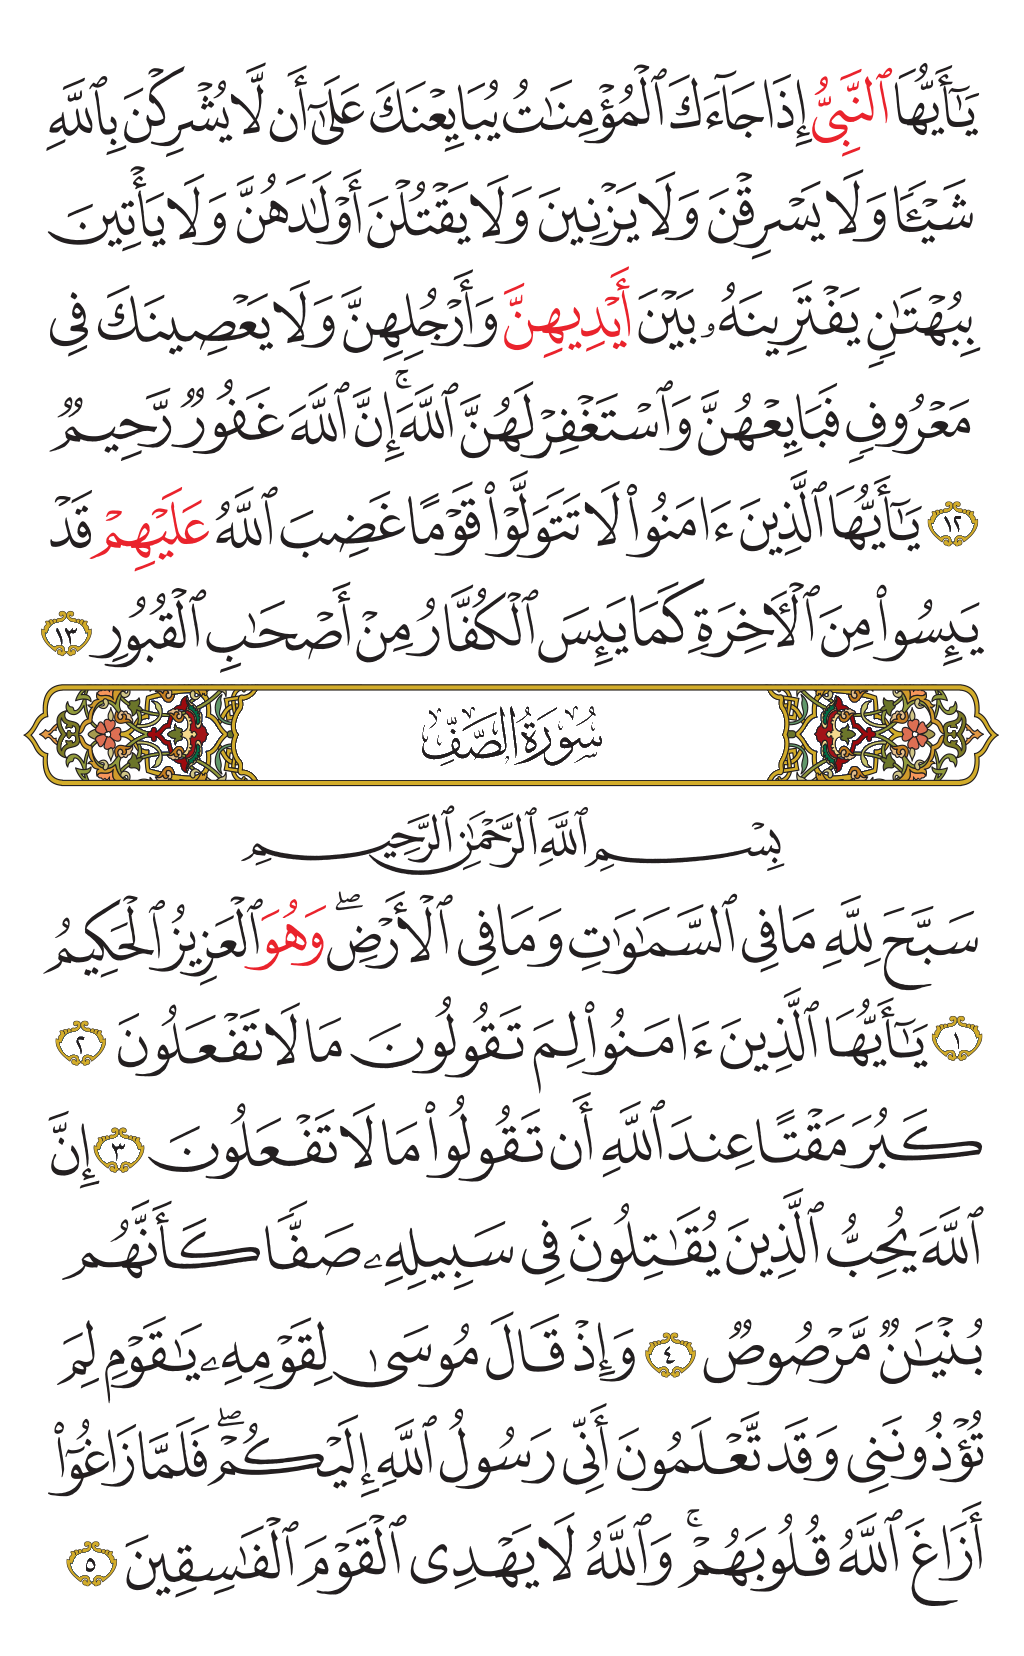 يَـٰٓأَيُّهَا ٱلنَّبِىُّ إِذَا جَآءَكَ ٱلْمُؤْمِنَـٰتُ يُبَايِعْنَكَ عَلَىٰٓ أَن لَّا يُشْرِكْنَ بِٱللَّهِ
شَيْـًٔا وَلَا يَسْرِقْنَ وَلَا يَزْنِينَ وَلَا يَقْتُلْنَ أَوْلَـٰدَهُنَّ وَلَا يَأْتِينَ
بِبُهْتَـٰنٍ يَفْتَرِينَهُۥ بَيْنَ أَيْدِيهِنَّ وَأَرْجُلِهِنَّ وَلَا يَعْصِينَكَ فِى
مَعْرُوفٍ فَبَايِعْهُنَّ وَٱسْتَغْفِرْ لَهُنَّ ٱللَّهَ ۚ إِنَّ ٱللَّهَ غَفُورٌ رَّحِيمٌ
١٢ يَـٰٓأَيُّهَا ٱلَّذِينَ ءَامَنُوا۟ لَا تَتَوَلَّوْا۟ قَوْمًا غَضِبَ ٱللَّهُ عَلَيْهِمْ قَدْ
يَئِسُوا۟ مِنَ ٱلْـَٔاخِرَةِ كَمَا يَئِسَ ٱلْكُفَّارُ مِنْ أَصْحَـٰبِ ٱلْقُبُورِ ١٣
سُورَةُ الصَّفِّ
بِسْمِ ٱللَّهِ ٱلرَّحْمَـٰنِ ٱلرَّحِيمِ
سَبَّحَ لِلَّهِ مَا فِى ٱلسَّمَـٰوَٰتِ وَمَا فِى ٱلْأَرْضِ ۖ وَهُوَ ٱلْعَزِيزُ ٱلْحَكِيمُ
١ يَـٰٓأَيُّهَا ٱلَّذِينَ ءَامَنُوا۟ لِمَ تَقُولُونَ مَا لَا تَفْعَلُونَ ٢
كَبُرَ مَقْتًا عِندَ ٱللَّهِ أَن تَقُولُوا۟ مَا لَا تَفْعَلُونَ ٣ إِنَّ
ٱللَّهَ يُحِبُّ ٱلَّذِينَ يُقَـٰتِلُونَ فِى سَبِيلِهِۦ صَفًّا كَأَنَّهُم
بُنْيَـٰنٌ مَّرْصُوصٌ ٤ وَإِذْ قَالَ مُوسَىٰ لِقَوْمِهِۦ يَـٰقَوْمِ لِمَ
تُؤْذُونَنِى وَقَد تَّعْلَمُونَ أَنِّى رَسُولُ ٱللَّهِ إِلَيْكُمْ ۖ فَلَمَّا زَاغُوٓا۟
أَزَاغَ ٱللَّهُ قُلُوبَهُمْ ۚ وَٱللَّهُ لَا يَهْدِى ٱلْقَوْمَ ٱلْفَـٰسِقِينَ ٥